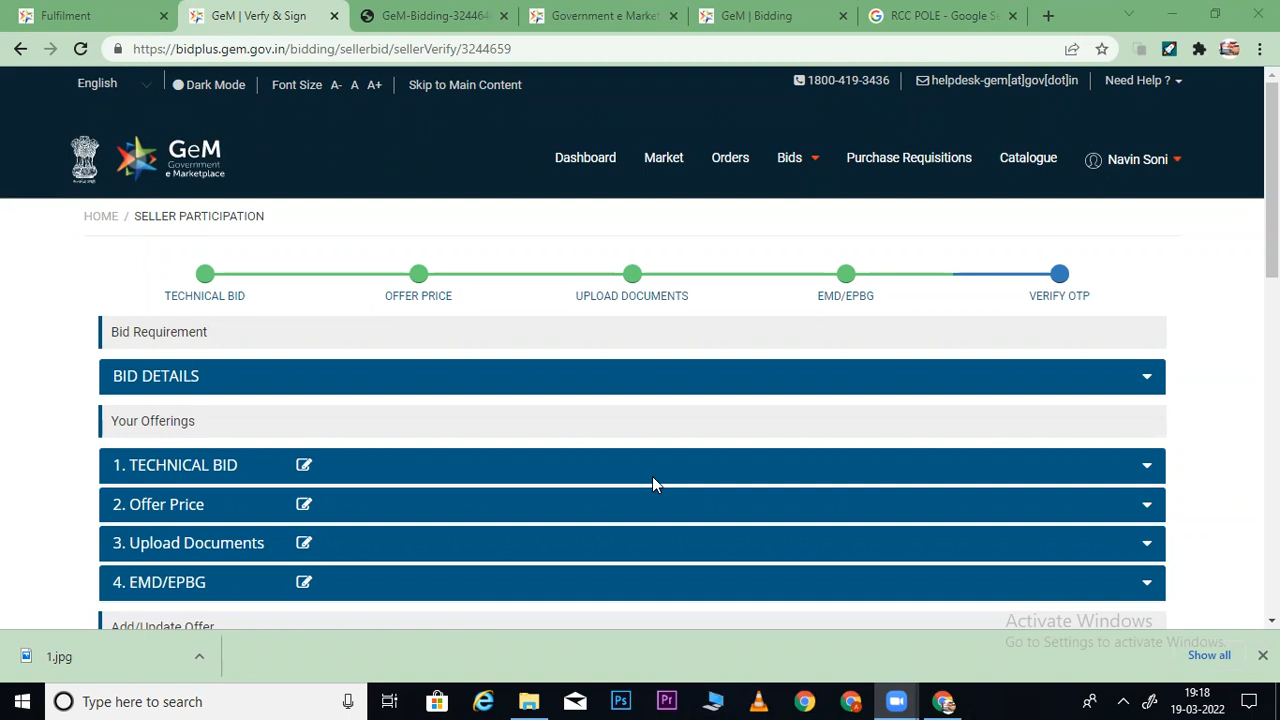 Fulfilment
GeM | Verfy & Sign
GeM-Bidding-324464
Government e Market
GeM | Bidding
RCC POLE - Google Se
https://bidplus.gem.gov.in/bidding/sellerbid/sellerVerify/3244659
English
Dark Mode
Font Size A- A A+
Skip to Main Content
1800-419-3436
helpdesk-gem[at]gov[dot]in
Need Help ?
GeM
Government
e Marketplace
Dashboard
Market
Orders
Bids
Purchase Requisitions
Catalogue
Navin Soni
HOME / SELLER PARTICIPATION
TECHNICAL BID
OFFER PRICE
UPLOAD DOCUMENTS
EMD/EPBG
VERIFY OTP
Bid Requirement
BID DETAILS
Your Offerings
1. TECHNICAL BID
2. Offer Price
3. Upload Documents
4. EMD/EPBG
Add/Update Offer
Activate Windows
Go to Settings to activate Windows.
1.jpg
Show all
Type here to search
Ps
Pr
19:18
19-03-2022